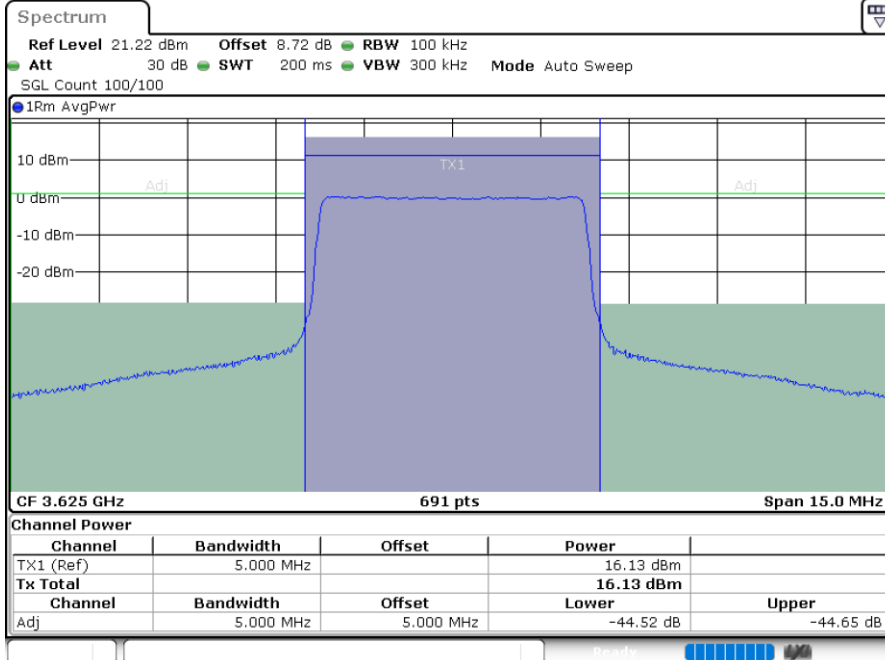 Spectrum
Ref Level 21.22 dBm Offset 8.72 dB RBW 100 kHz
Att 30 dB SWT 200 ms VBW 300 kHz Mode Auto Sweep
SGL Count 100/100
1Rm AvgPwr
10 dBm
TX1
Adj Adj
0 dBm
-10 dBm
-20 dBm
CF 3.625 GHz 691 pts Span 15.0 MHz
Channel Power
Channel Bandwidth Offset Power
TX1 (Ref) 5.000 MHz 16.13 dBm
Tx Total 16.13 dBm
Channel Bandwidth Offset Lower Upper
Adj 5.000 MHz 5.000 MHz -44.52 dB -44.65 dB
Ready